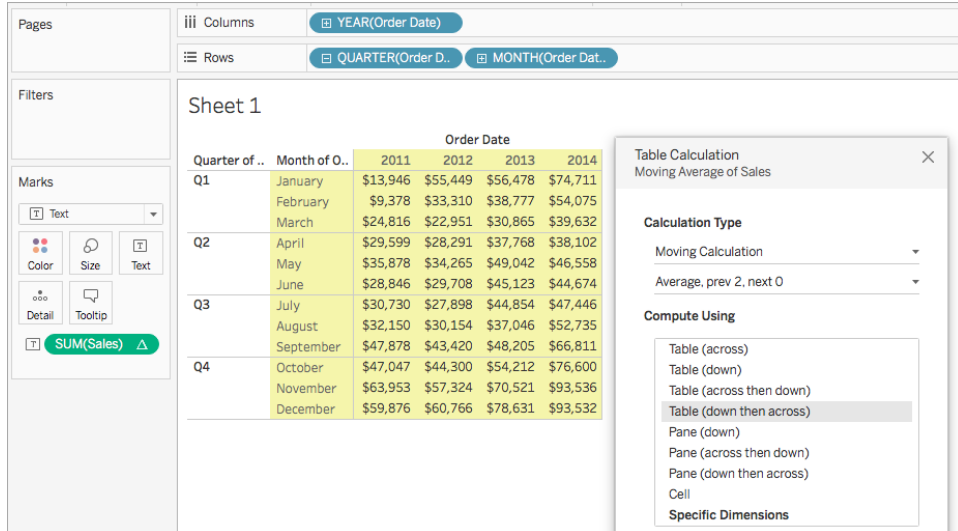 Pages
iii Columns
⊞ YEAR(Order Date)
Rows
⊟ QUARTER(Order D.. ⊞ MONTH(Order Dat..
Filters
Sheet 1
Order Date
Quarter of .. Month of O.. 2011 2012 2013 2014
Q1 January $13,946 $55,449 $56,478 $74,711
February $9,378 $33,310 $38,777 $54,075
March $24,816 $22,951 $30,865 $39,632
Q2 April $29,599 $28,291 $37,768 $38,102
May $35,878 $34,265 $49,042 $46,558
June $28,846 $29,708 $45,123 $44,674
Q3 July $30,730 $27,898 $44,854 $47,446
August $32,150 $30,154 $37,046 $52,735
September $47,878 $43,420 $48,205 $66,811
Q4 October $47,047 $44,300 $54,212 $76,600
November $63,953 $57,324 $70,521 $93,536
December $59,876 $60,766 $78,631 $93,532
Marks
T Text
Color Size Text
Detail Tooltip
T SUM(Sales) △
Table Calculation
Moving Average of Sales
Calculation Type
Moving Calculation
Average, prev 2, next 0
Compute Using
Table (across)
Table (down)
Table (across then down)
Table (down then across)
Pane (down)
Pane (across then down)
Pane (down then across)
Cell
Specific Dimensions